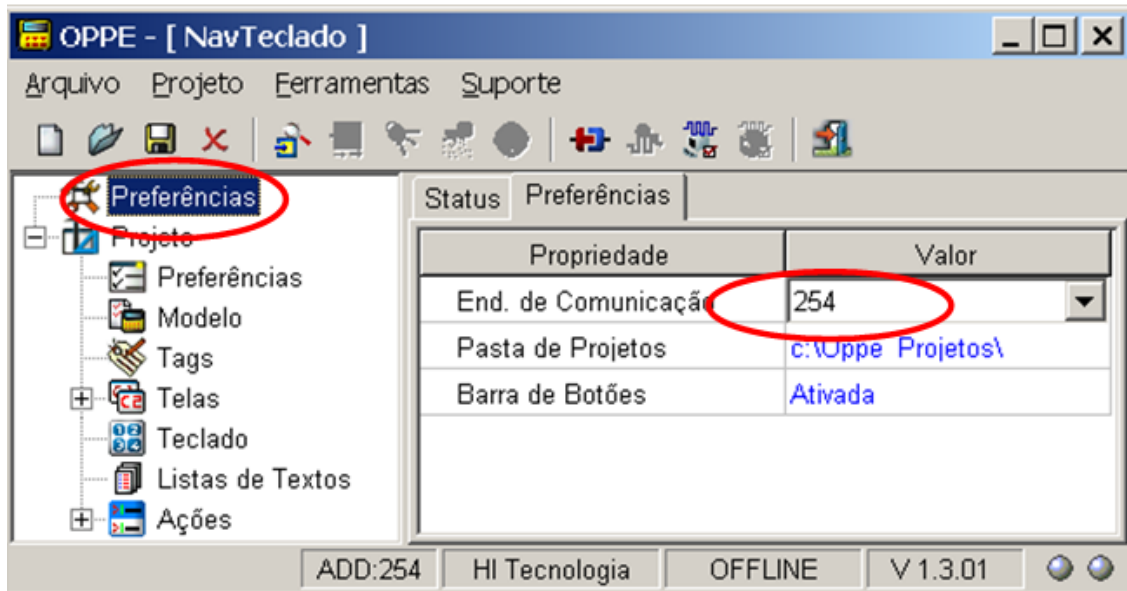 OPPE - [ NavTeclado ]
Arquivo Projeto Ferramentas Suporte
Preferências
Projeto
Preferências
Modelo
Tags
Telas
Teclado
Listas de Textos
Ações
Status Preferências
Propriedade Valor
End. de Comunicação 254
Pasta de Projetos c:\Oppe Projetos\
Barra de Botões Ativada
ADD:254 HI Tecnologia OFFLINE V 1.3.01